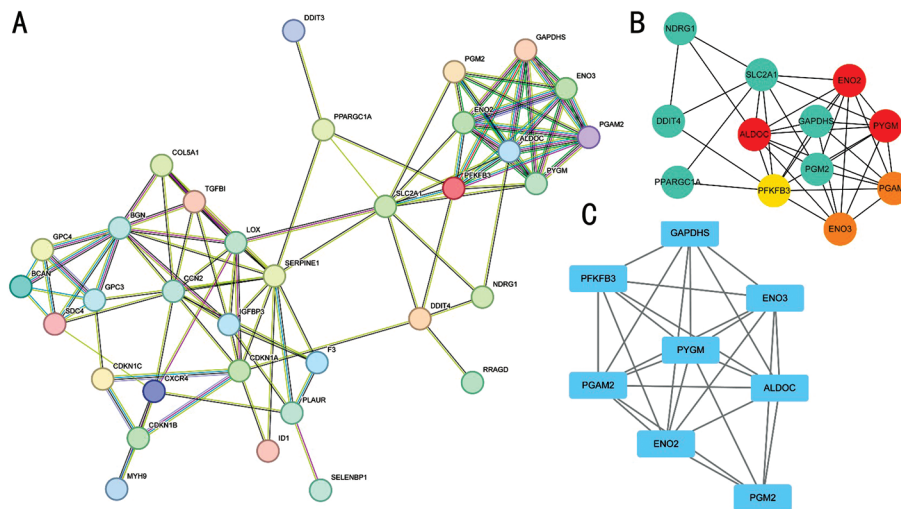 A
DDIT3
GAPDHS
PGM2
ENO3
ENO2
PGAM2
PPARGC1A
ALDOC
COL5A1
PYGM
PFKFB3
TGFBI
SLC2A1
BGN
LOX
GPC4
SERPINE1
BCAN
CCN2
NDRG1
GPC3
SDC4
IGFBP3
DDIT4
F3
CDKN1A
CDKN1C
CXCR4
RRAGD
PLAUR
CDKN1B
ID1
MYH9
SELENBP1
B
NDRG1
SLC2A1
ENO2
DDIT4
GAPDHS
PYGM
ALDOC
PGM2
PPARGC1A
PFKFB3
PGAM
ENO3
C
GAPDHS
PFKFB3
ENO3
PYGM
PGAM2
ALDOC
ENO2
PGM2